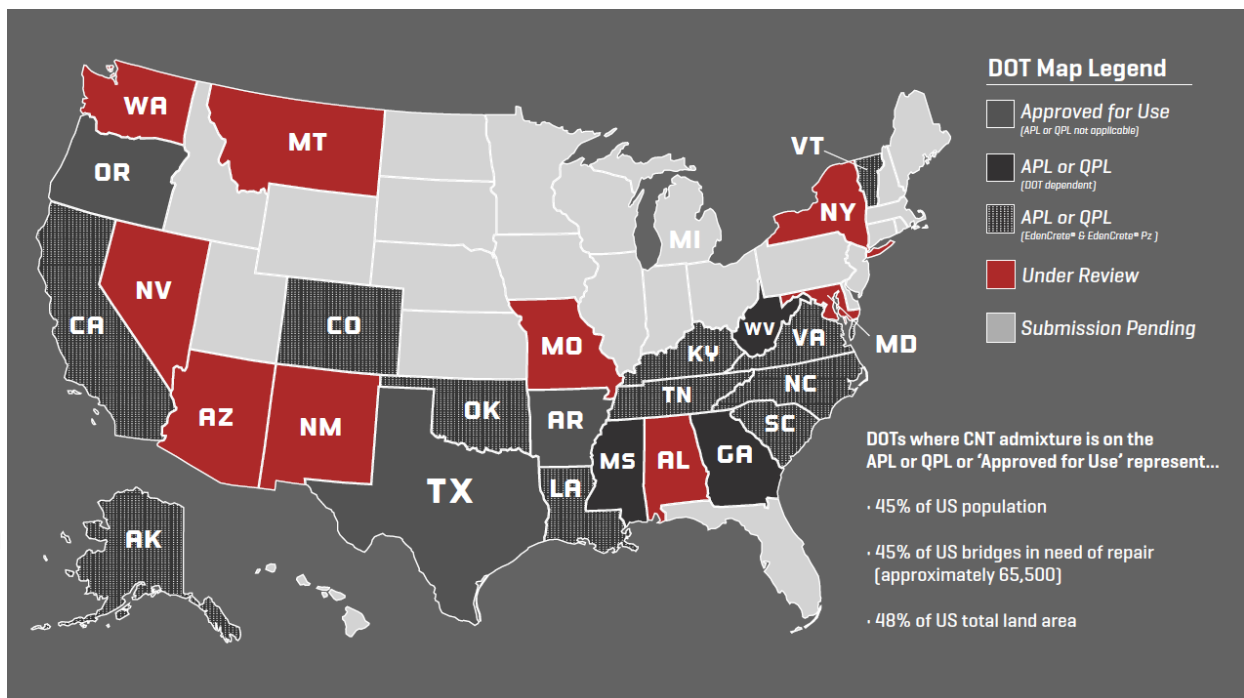 DOT Map Legend
Approved for Use
(APL or QPL not applicable)
APL or QPL
(DOT dependent)
APL or QPL
(EdenCrete® & EdenCrete® Pz )
Under Review
Submission Pending
WA
MT
OR
VT
NY
MI
NV
CA
CO
MO
WV
VA
MD
KY
NC
TN
AZ
NM
OK
AR
SC
MS
AL
GA
TX
LA
AK
DOTs where CNT admixture is on the
APL or QPL or 'Approved for Use' represent...
· 45% of US population
· 45% of US bridges in need of repair
(approximately 65,500)
· 48% of US total land area